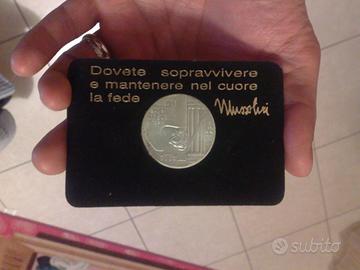 Dovete sopravvivere
e mantenere nel cuore
la fede
Mussolini
subito